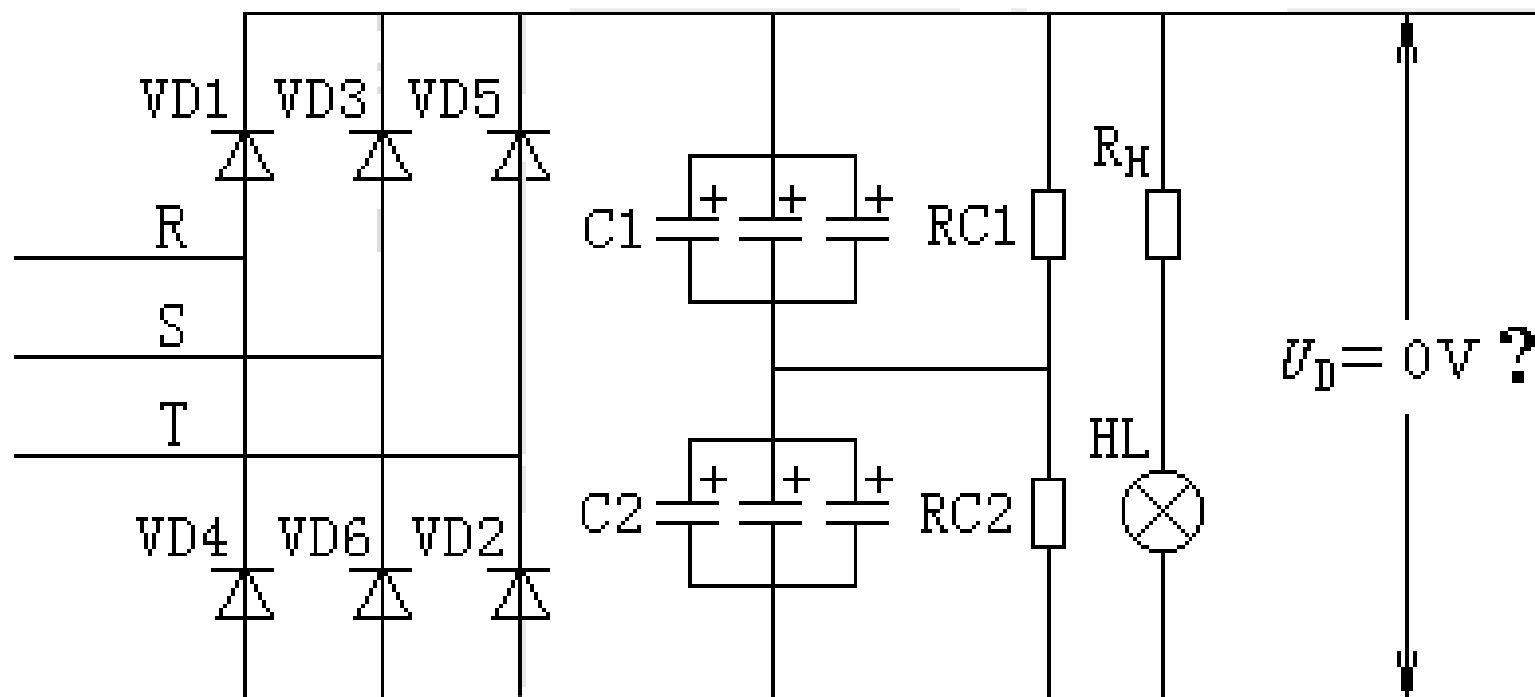 VD1 VD3 VD5
R
S
T
VD4 VD6 VD2
C1 + + +
C2 + + +
RC1
RC2
RH
HL
UD= 0V ?